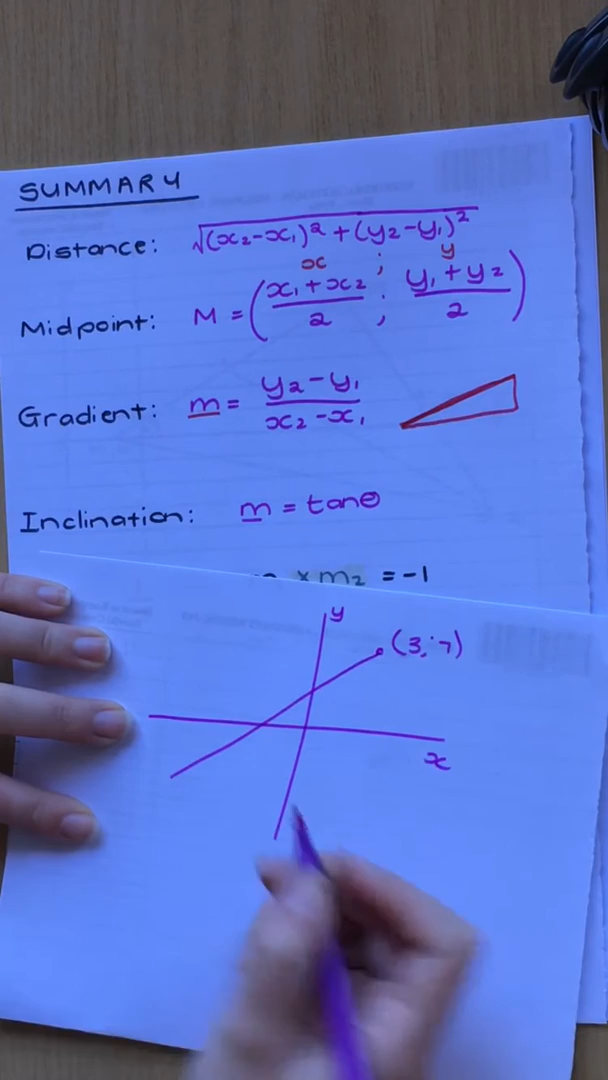 SUMMARY
Distance: √(x₂-x₁)² + (y₂-y₁)²
x ; y
Midpoint: M = (x₁ + x₂ / 2 ; y₁ + y₂ / 2)
Gradient: m = y₂-y₁ / x₂-x₁
Inclination: m = tanθ
x m₂ = -1
y
(3;7)
x